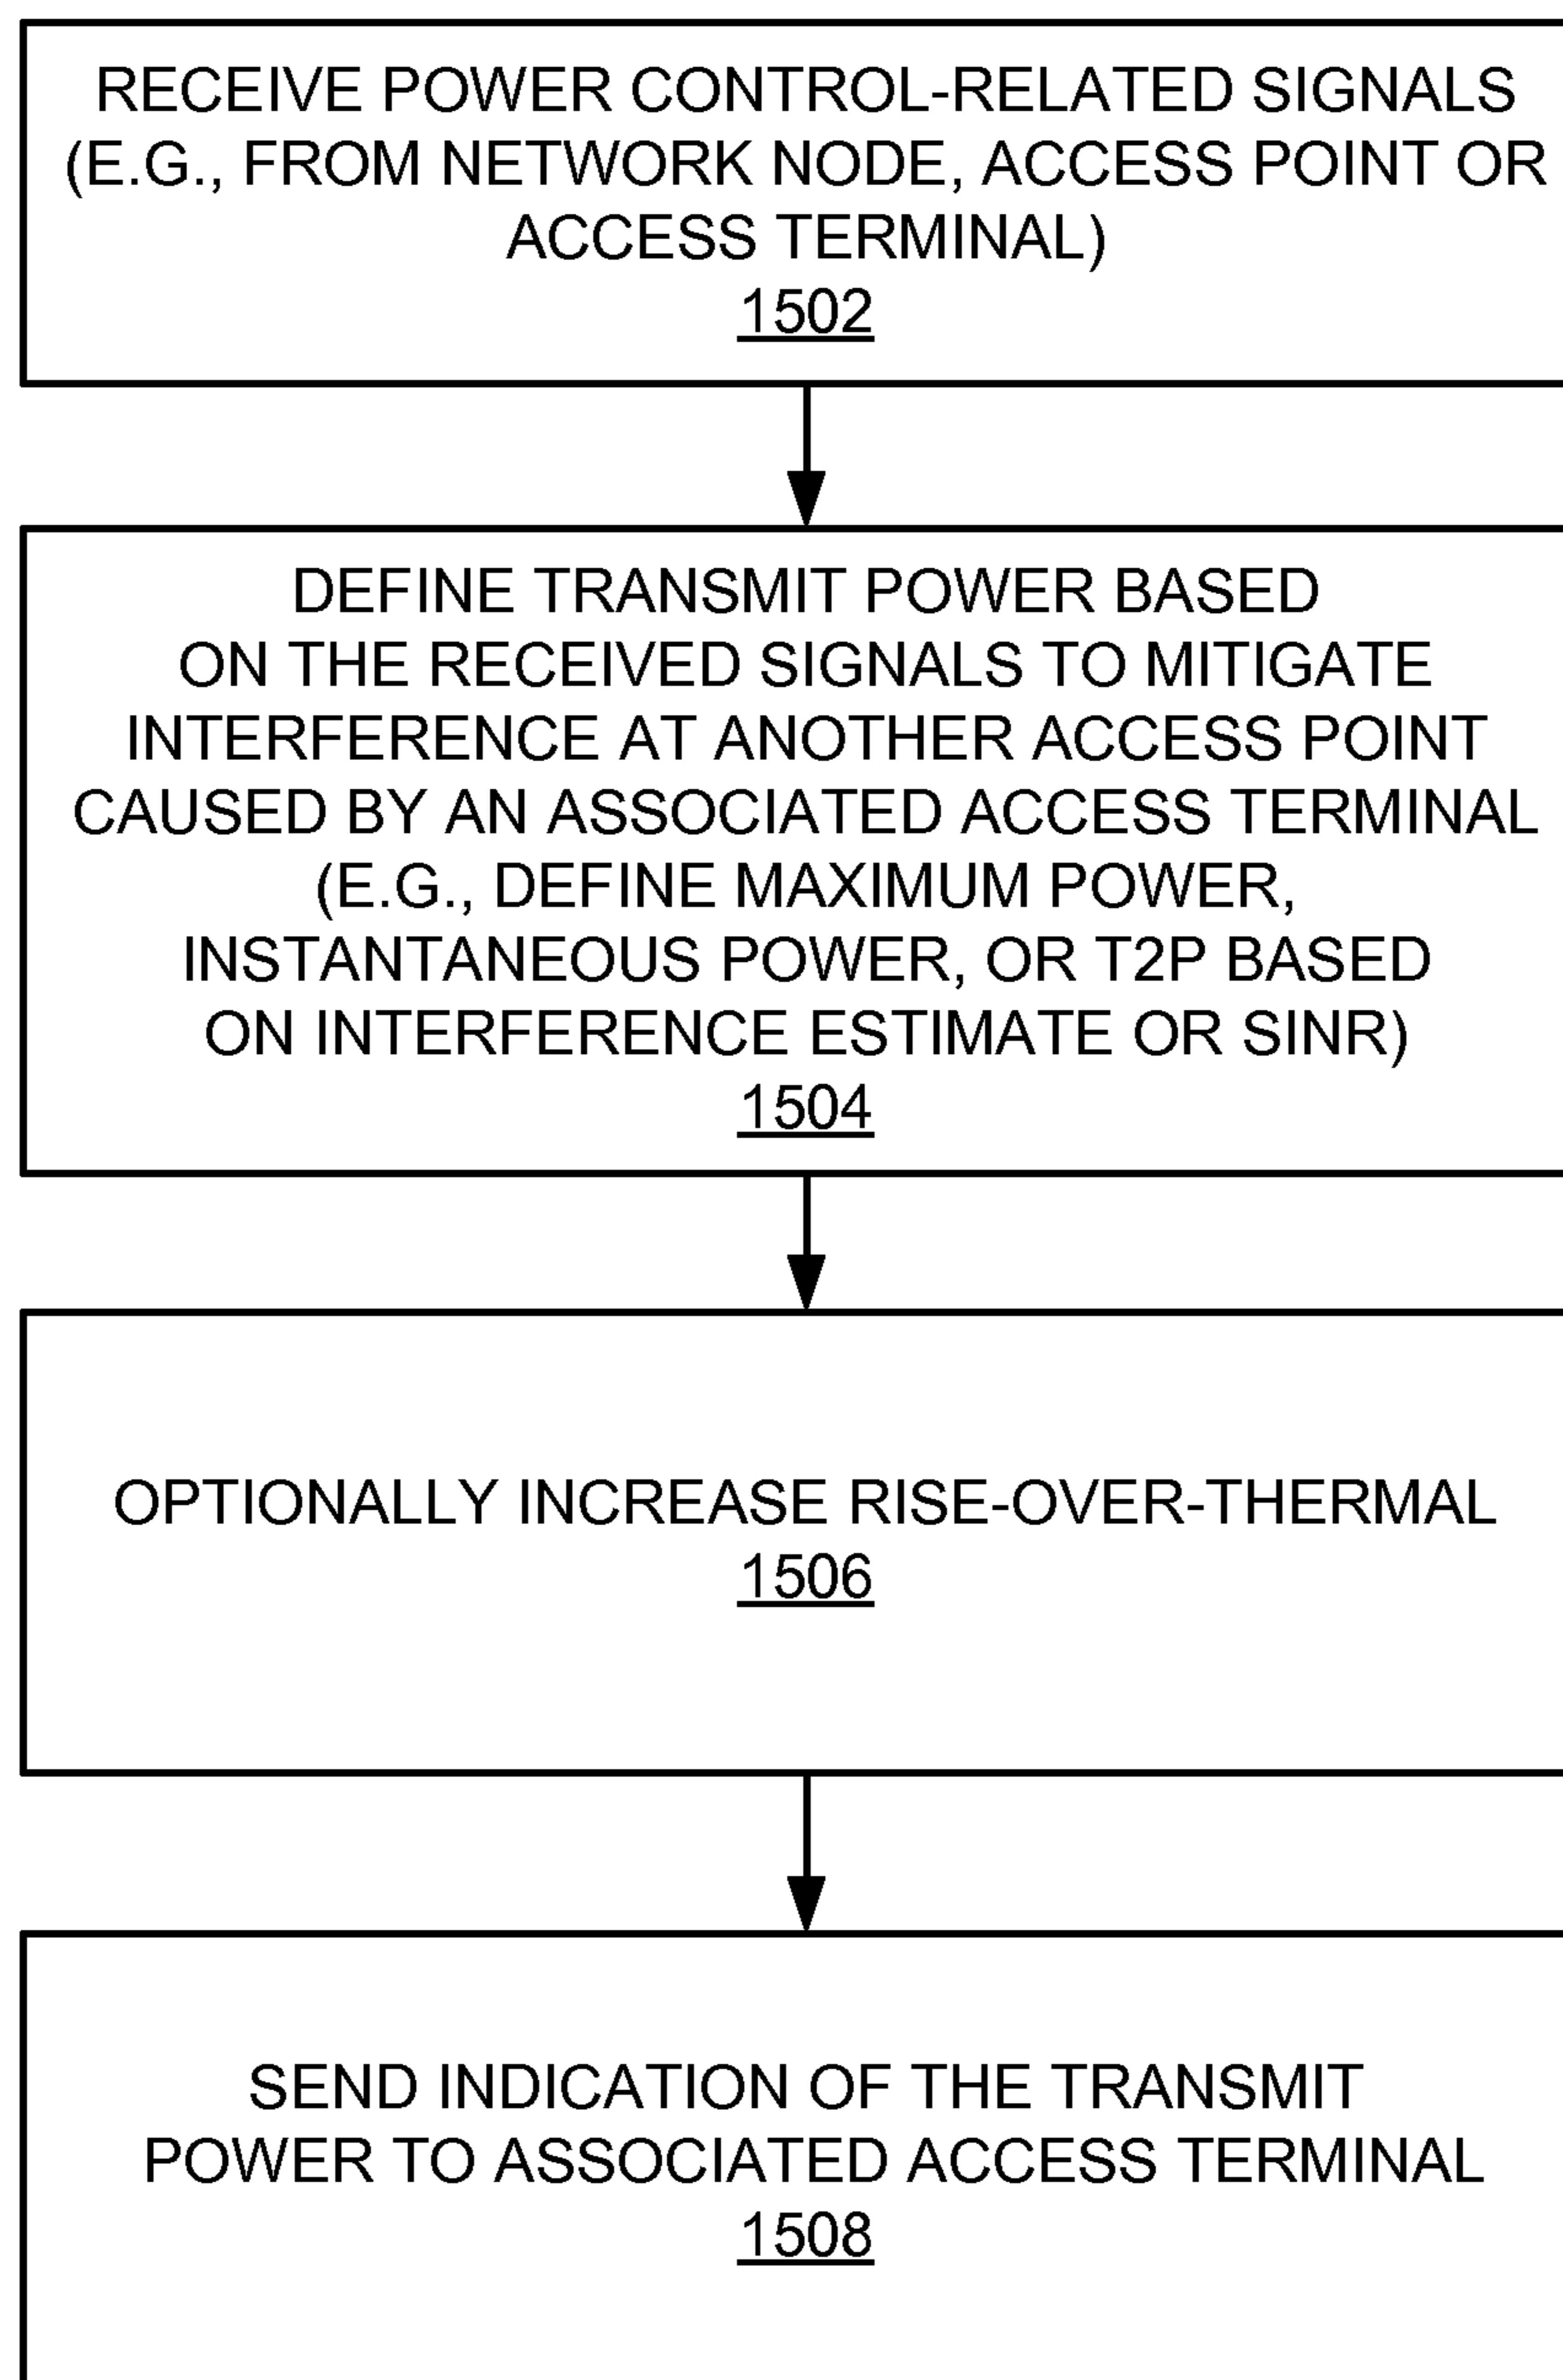 RECEIVE POWER CONTROL-RELATED SIGNALS
(E.G., FROM NETWORK NODE, ACCESS POINT OR
ACCESS TERMINAL)
1502
DEFINE TRANSMIT POWER BASED
ON THE RECEIVED SIGNALS TO MITIGATE
INTERFERENCE AT ANOTHER ACCESS POINT
CAUSED BY AN ASSOCIATED ACCESS TERMINAL
(E.G., DEFINE MAXIMUM POWER,
INSTANTANEOUS POWER, OR T2P BASED
ON INTERFERENCE ESTIMATE OR SINR)
1504
OPTIONALLY INCREASE RISE-OVER-THERMAL
1506
SEND INDICATION OF THE TRANSMIT
POWER TO ASSOCIATED ACCESS TERMINAL
1508